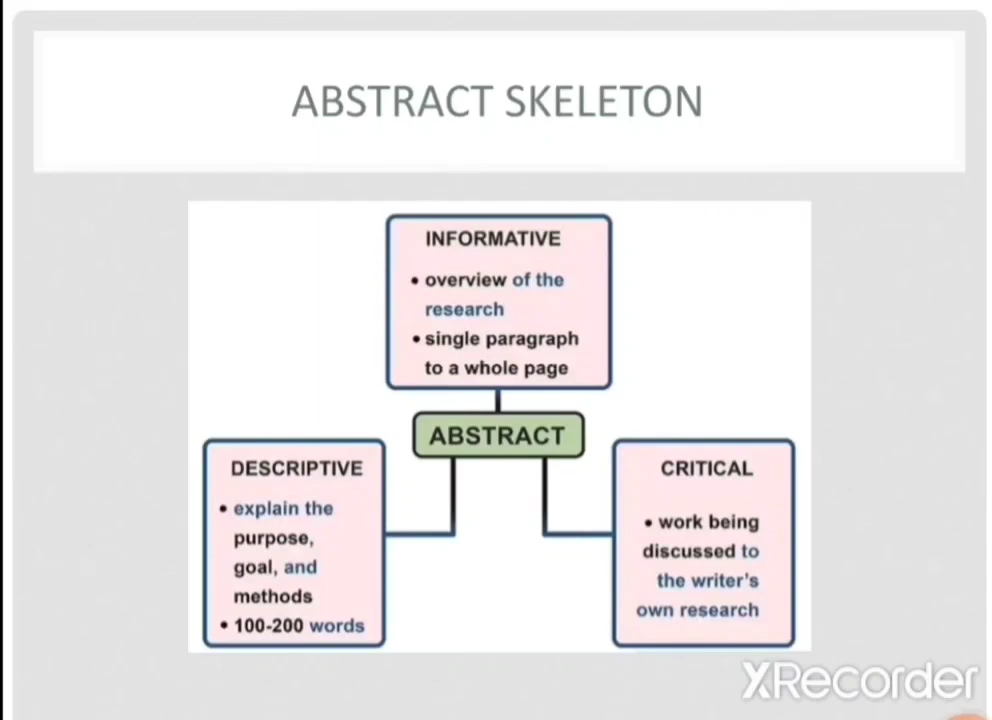 ABSTRACT SKELETON
INFORMATIVE
• overview of the
research
• single paragraph
to a whole page
ABSTRACT
DESCRIPTIVE
• explain the
purpose,
goal, and
methods
• 100-200 words
CRITICAL
• work being
discussed to
the writer's
own research
XRecorder